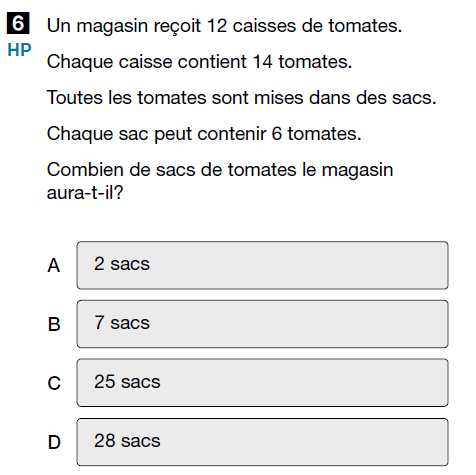 6 Un magasin reçoit 12 caisses de tomates.
HP
Chaque caisse contient 14 tomates.
Toutes les tomates sont mises dans des sacs.
Chaque sac peut contenir 6 tomates.
Combien de sacs de tomates le magasin
aura-t-il?
A 2 sacs
B 7 sacs
C 25 sacs
D 28 sacs